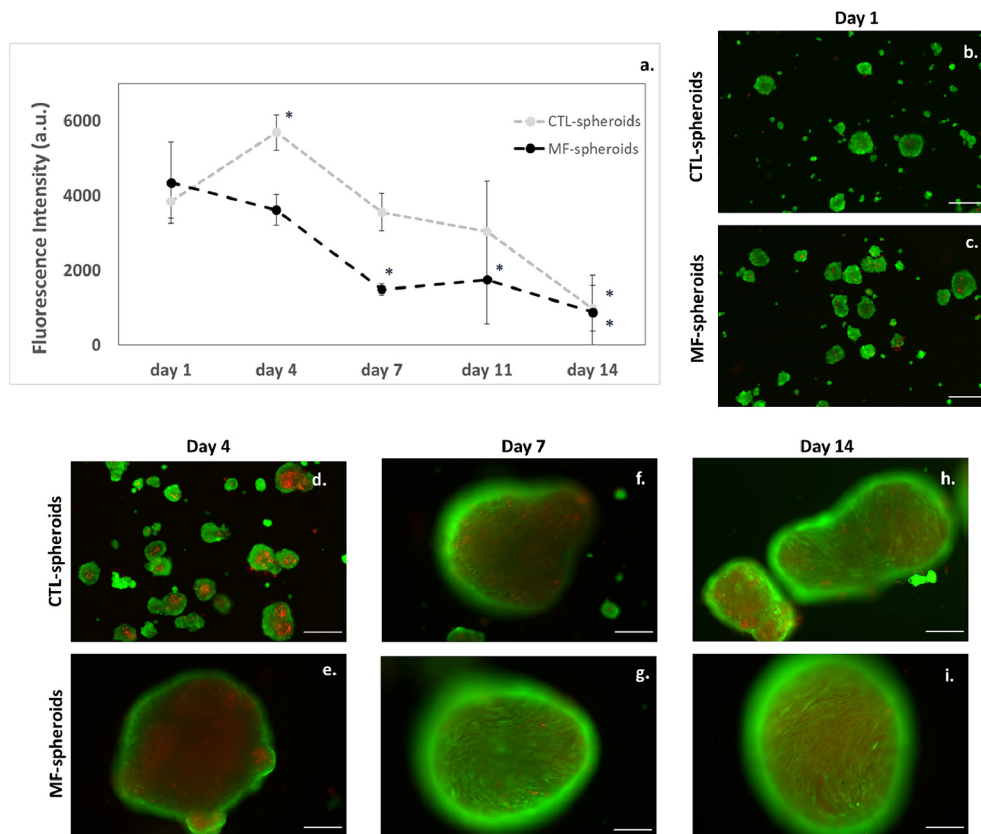 a.
Fluorescence Intensity (a.u.)
6000
4000
2000
0
day 1
day 4
day 7
day 11
day 14
CTL-spheroids
MF-spheroids
*
*
*
*
*
Day 1
CTL-spheroids
b.
MF-spheroids
c.
Day 4
Day 7
Day 14
CTL-spheroids
d.
f.
h.
MF-spheroids
e.
g.
i.